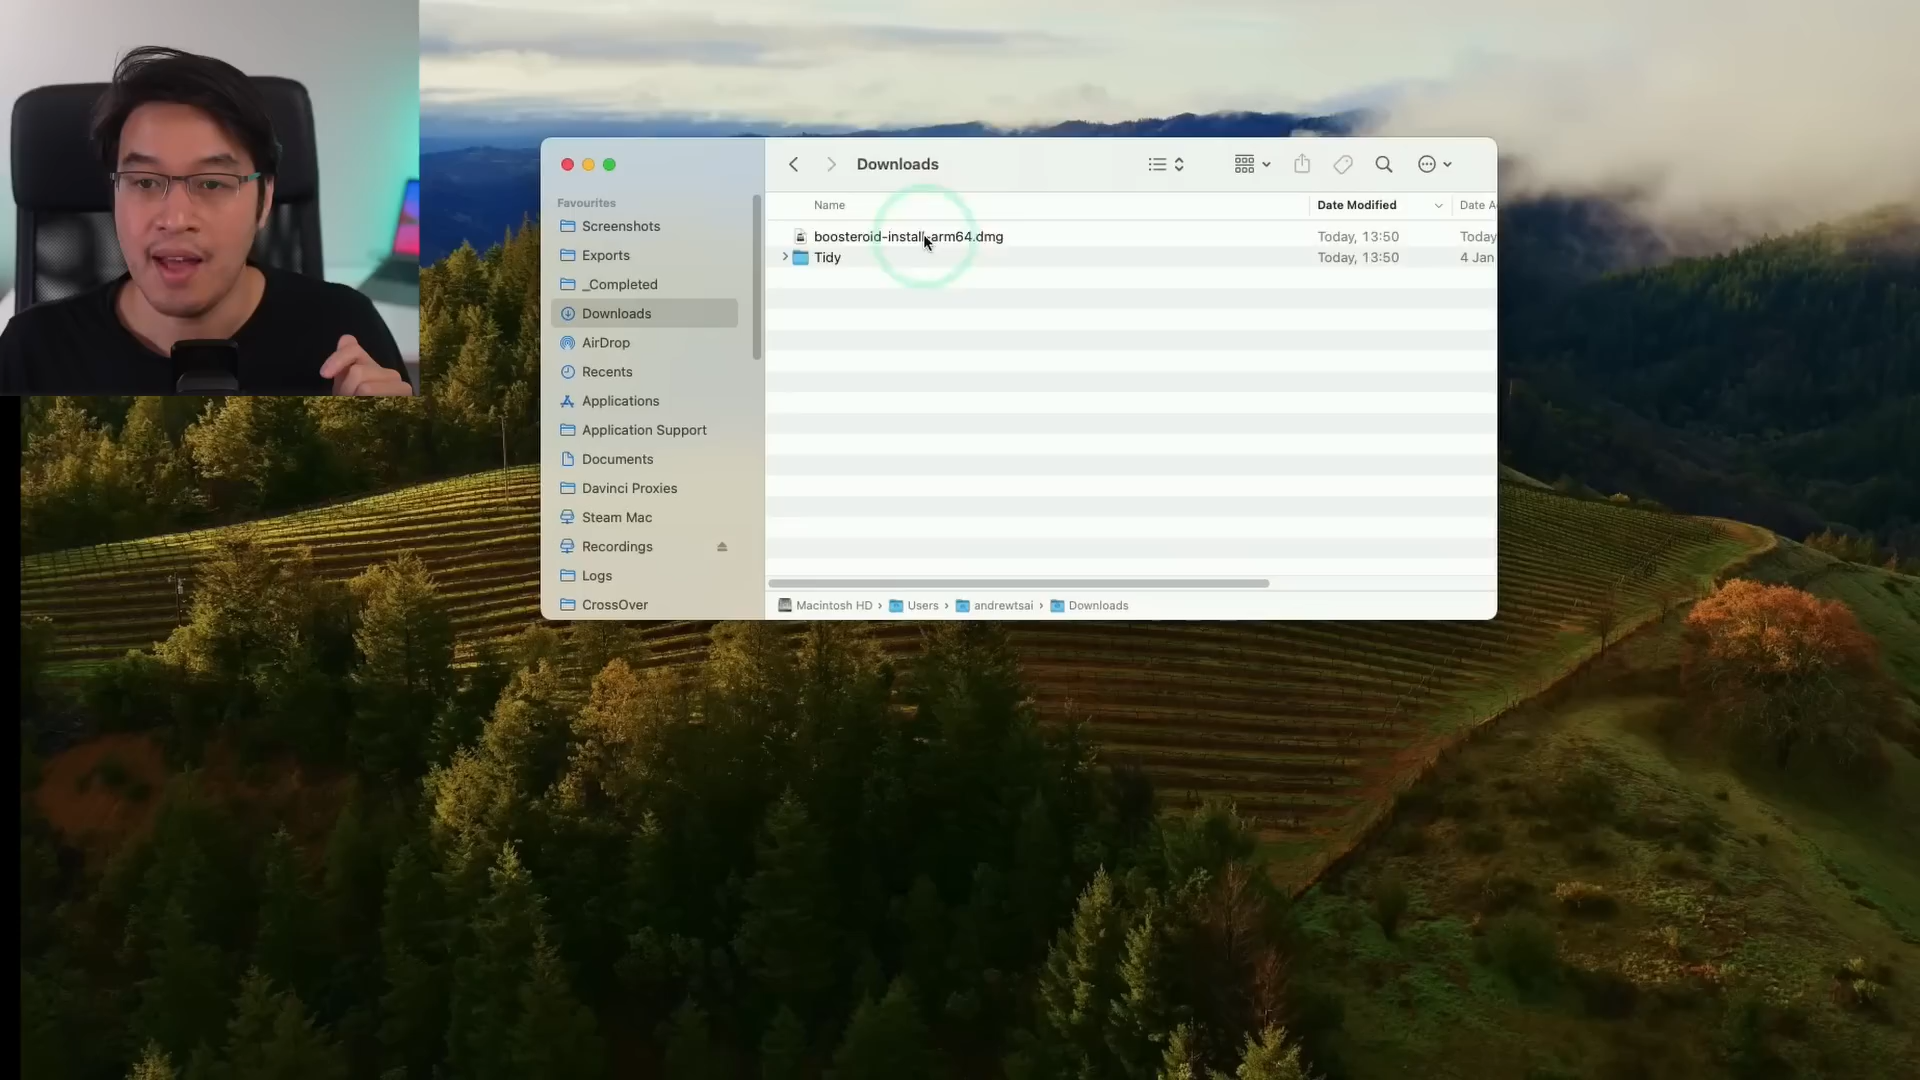 Downloads
Favourites
Screenshots
Exports
_Completed
Downloads
AirDrop
Recents
Applications
Application Support
Documents
Davinci Proxies
Steam Mac
Recordings
Logs
CrossOver
Name Date Modified Date A
boosteroid-install-arm64.dmg Today, 13:50 Today
Tidy Today, 13:50 4 Jan
Macintosh HD › Users › andrewtsai › Downloads